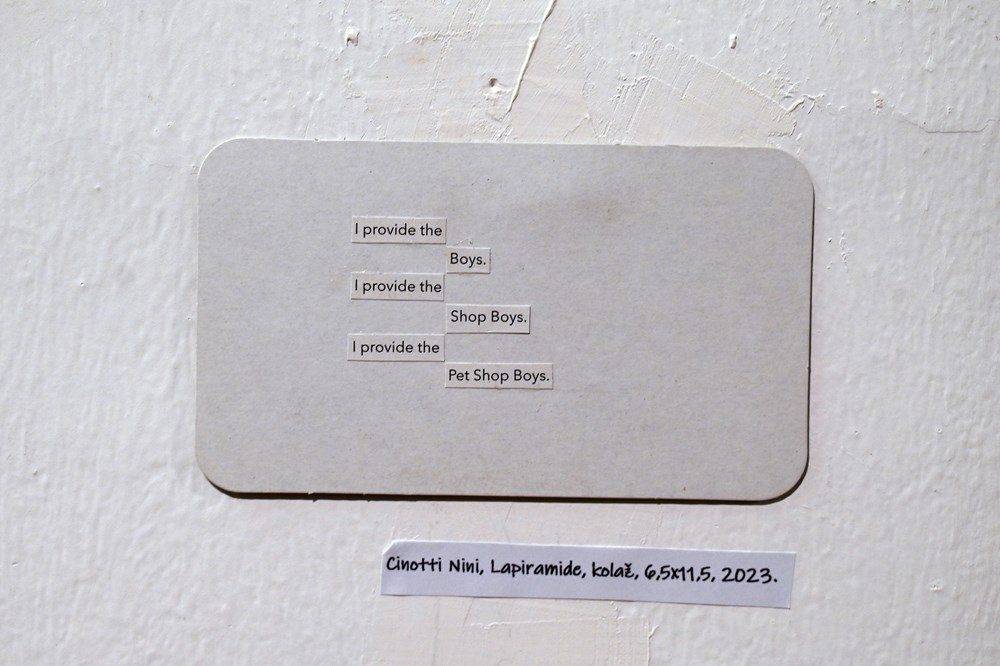 I provide the
Boys.
I provide the
Shop Boys.
I provide the
Pet Shop Boys.
Cinotti Nini, Lapiramide, kolaž, 6,5x11,5, 2023.